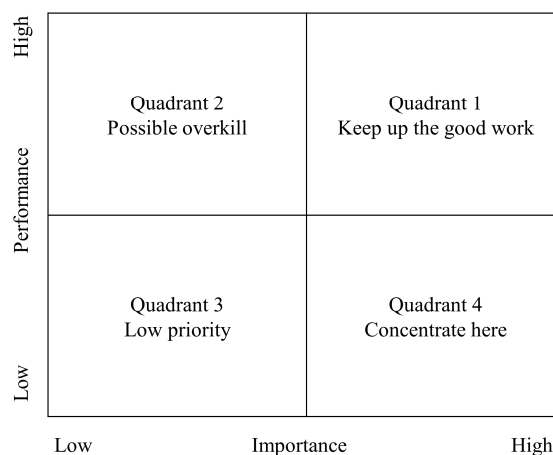 High
Performance
Low
Quadrant 2
Possible overkill
Quadrant 1
Keep up the good work
Quadrant 3
Low priority
Quadrant 4
Concentrate here
Low
Importance
High